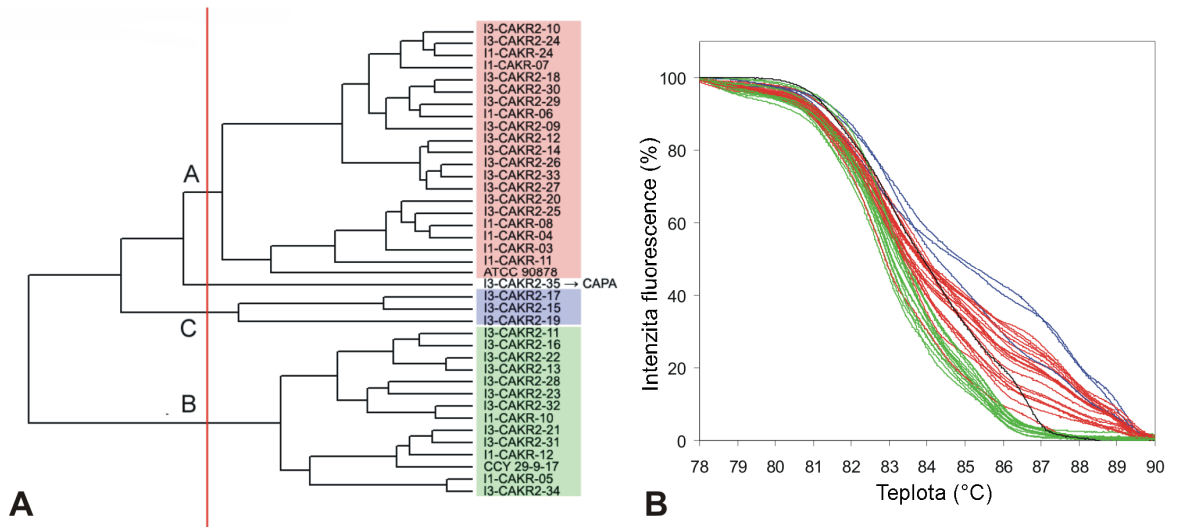 I3-CAKR2-10
I3-CAKR2-24
I1-CAKR-24
I1-CAKR-07
I3-CAKR2-18
I3-CAKR2-30
I3-CAKR2-29
I1-CAKR-06
I3-CAKR2-09
I3-CAKR2-12
I3-CAKR2-14
I3-CAKR2-26
I3-CAKR2-33
I3-CAKR2-27
I3-CAKR2-20
I3-CAKR2-25
I1-CAKR-08
I1-CAKR-04
I1-CAKR-03
I1-CAKR-11
ATCC 90878
I3-CAKR2-35 → CAPA
I3-CAKR2-17
I3-CAKR2-15
I3-CAKR2-19
I3-CAKR2-11
I3-CAKR2-16
I3-CAKR2-22
I3-CAKR2-13
I3-CAKR2-28
I3-CAKR2-23
I3-CAKR2-32
I1-CAKR-10
I3-CAKR2-21
I3-CAKR2-31
I1-CAKR-12
CCY 29-9-17
I1-CAKR-05
I3-CAKR2-34
A
C
B
A
Intenzita fluorescence (%)
100
80
60
40
20
0
78 79 80 81 82 83 84 85 86 87 88 89 90
Teplota (°C)
B